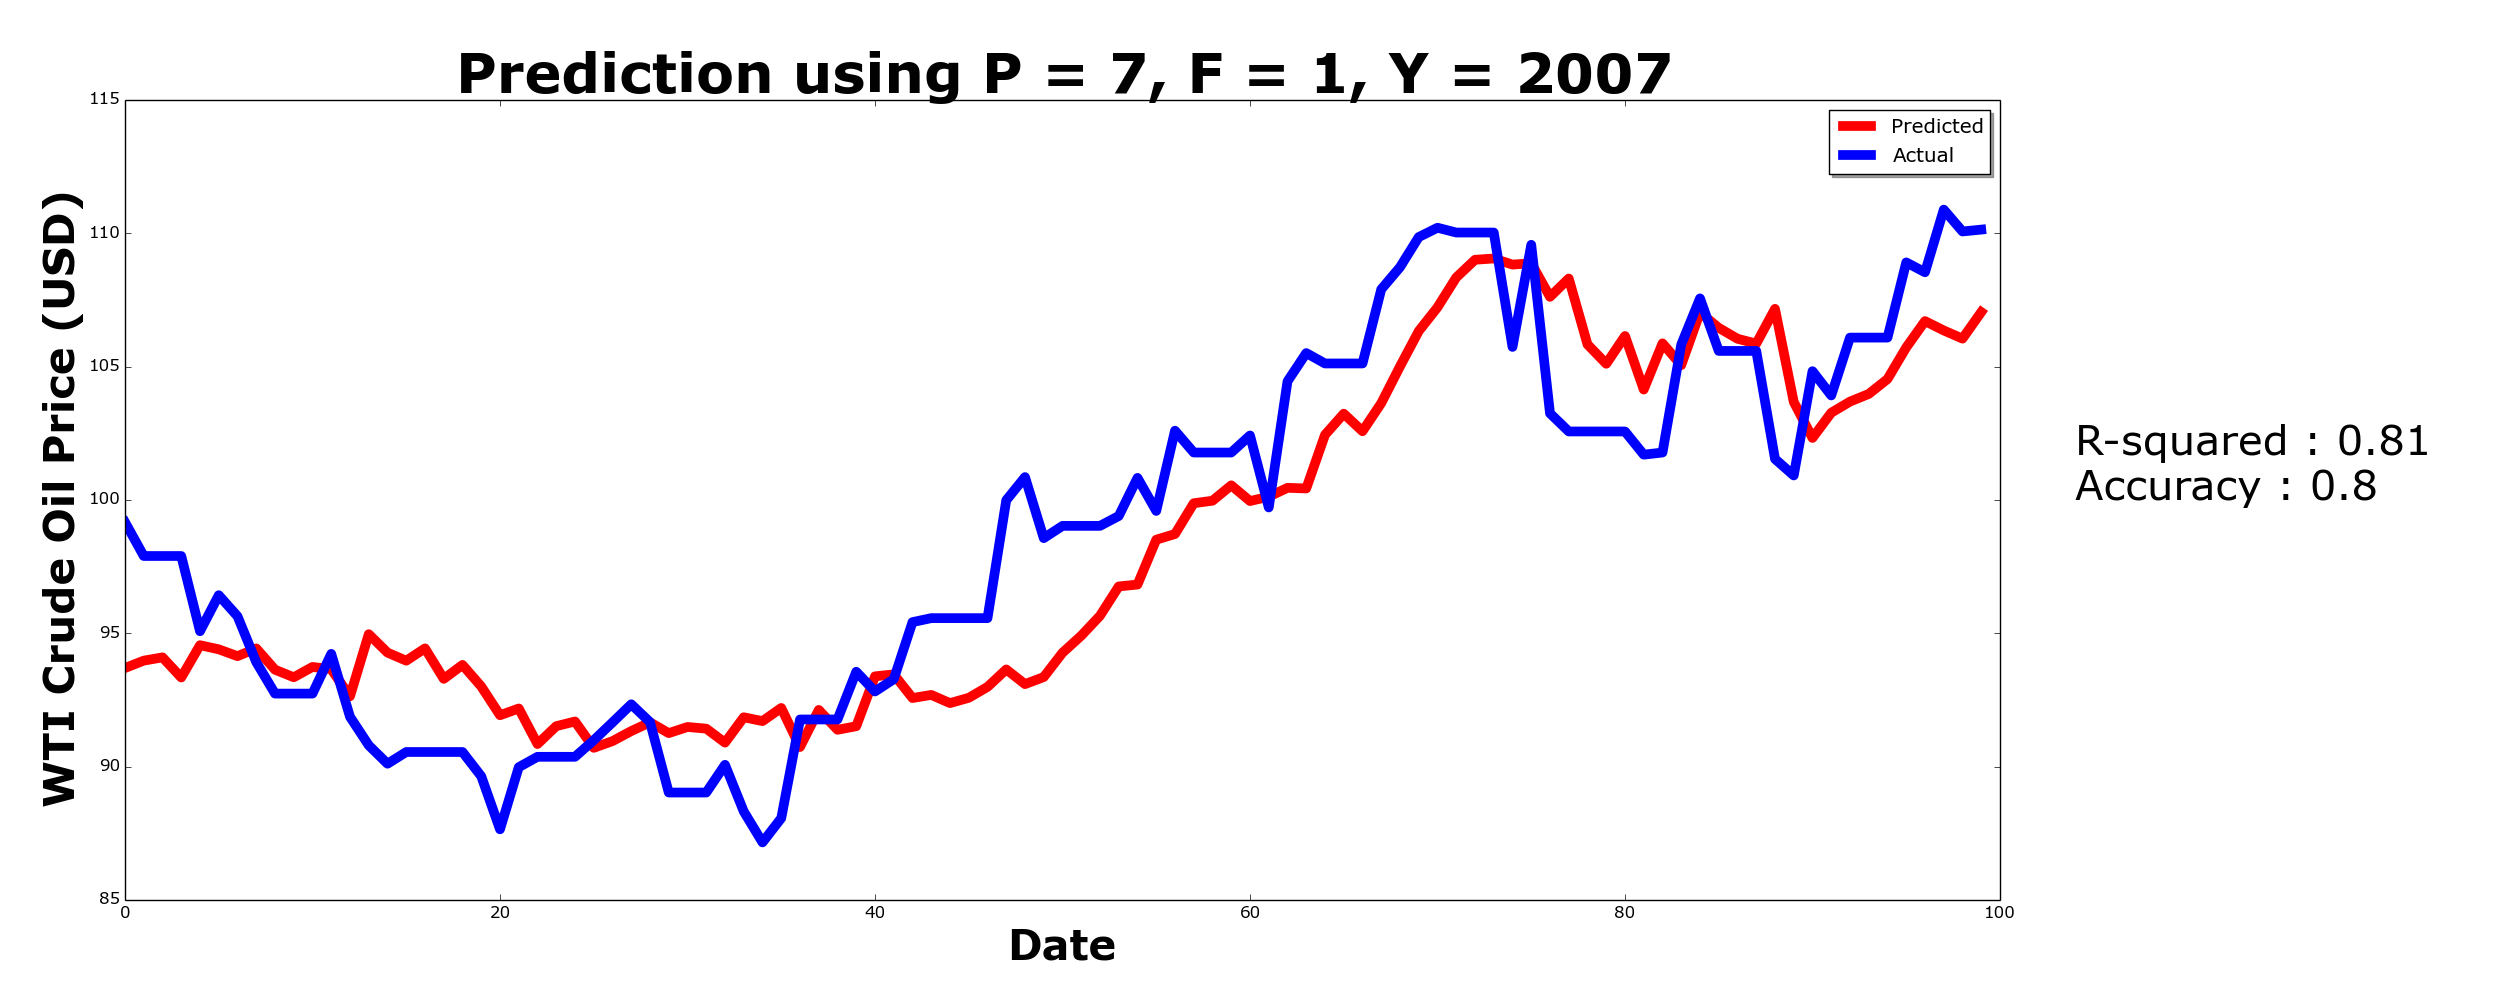 Prediction using P = 7, F = 1, Y = 2007
115
110
105
100
95
90
85
WTI Crude Oil Price (USD)
Predicted
Actual
R-squared : 0.81
Accuracy : 0.8
0 20 40 60 80 100
Date